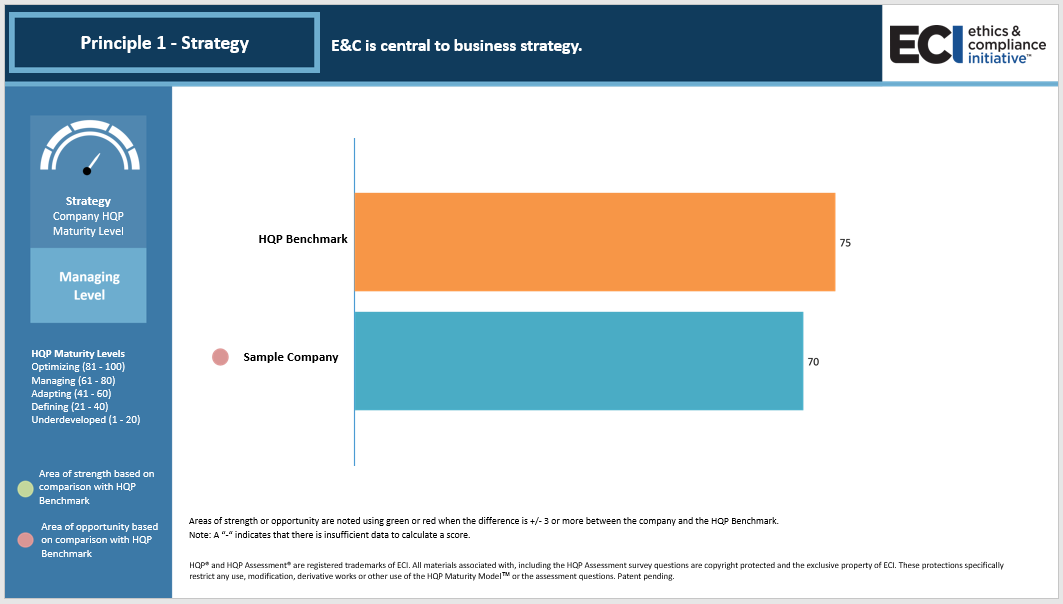 Principle 1 - Strategy
E&C is central to business strategy.
ECI ethics &
compliance
initiative™
Strategy
Company HQP
Maturity Level
Managing
Level
HQP Maturity Levels
Optimizing (81 - 100)
Managing (61 - 80)
Adapting (41 - 60)
Defining (21 - 40)
Underdeveloped (1 - 20)
Area of strength based on
comparison with HQP
Benchmark
Area of opportunity based
on comparison with HQP
Benchmark
HQP Benchmark
75
Sample Company
70
Areas of strength or opportunity are noted using green or red when the difference is +/- 3 or more between the company and the HQP Benchmark.
Note: A “-“ indicates that there is insufficient data to calculate a score.
HQP® and HQP Assessment® are registered trademarks of ECI. All materials associated with, including the HQP Assessment survey questions are copyright protected and the exclusive property of ECI. These protections specifically
restrict any use, modification, derivative works or other use of the HQP Maturity Model™ or the assessment questions. Patent pending.